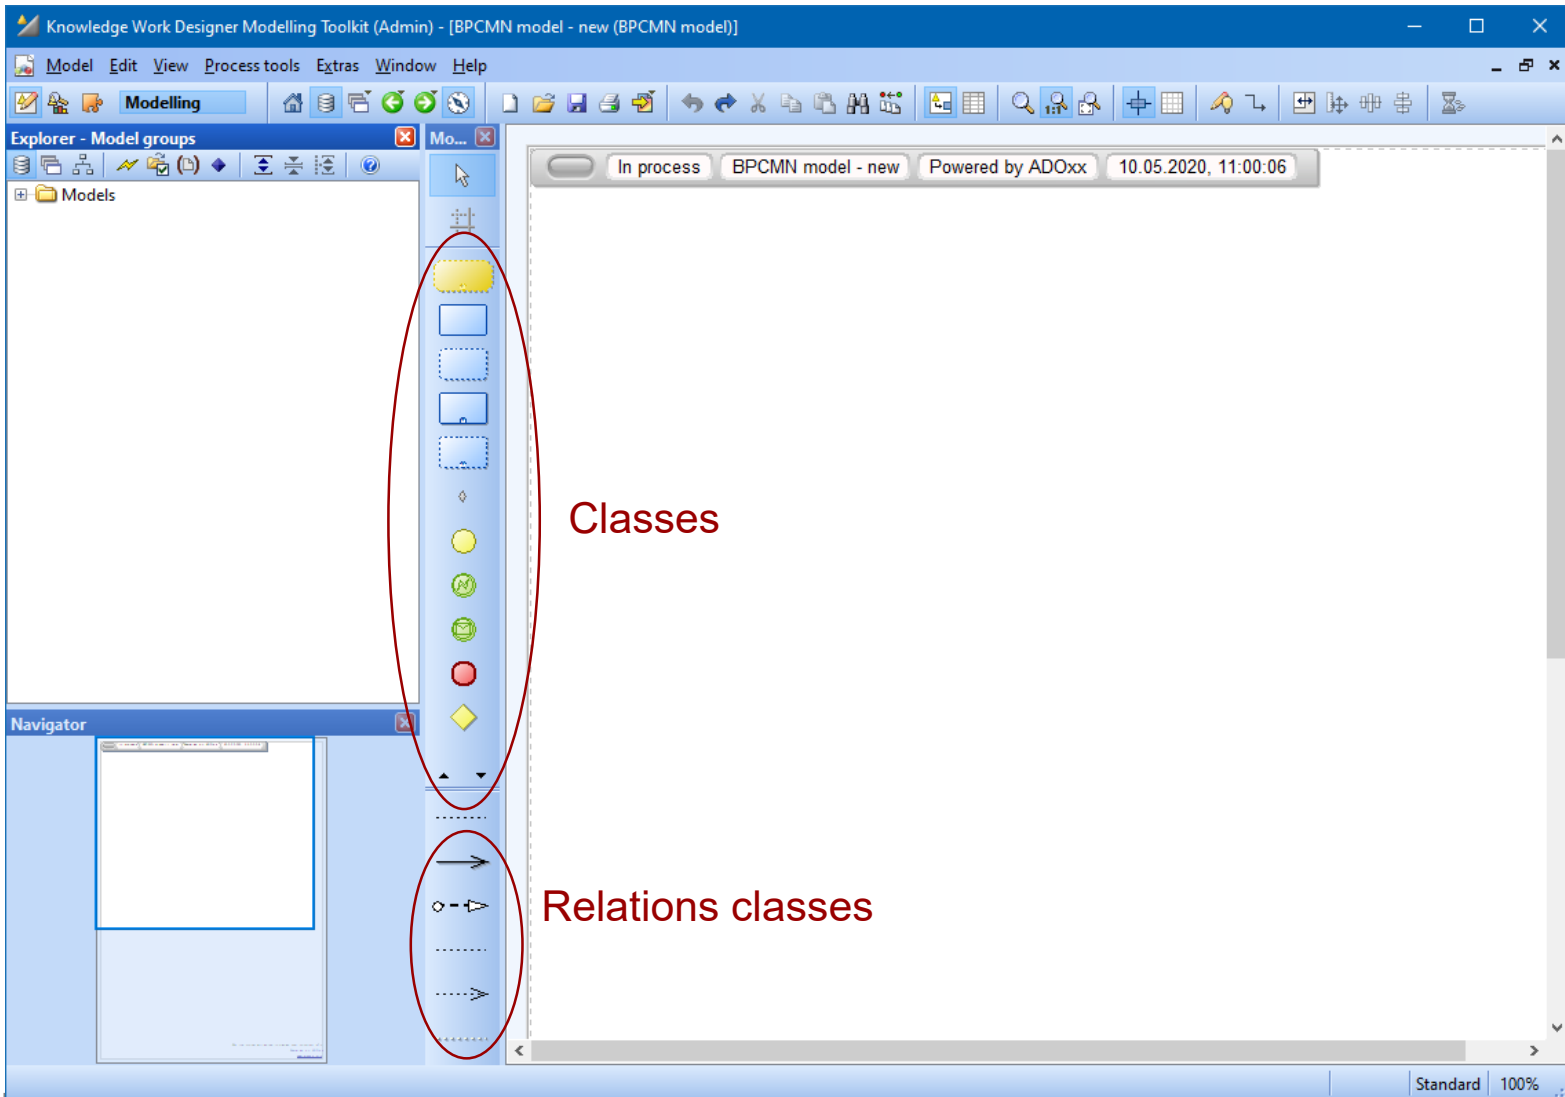 Knowledge Work Designer Modelling Toolkit (Admin) - [BPCMN model - new (BPCMN model)]
Model Edit View Process tools Extras Window Help
Modelling
1:1
Explorer - Model groups
Mo...
Models
In process BPCMN model - new Powered by ADOxx 10.05.2020, 11:00:06
Classes
Navigator
Relations classes
Standard 100%